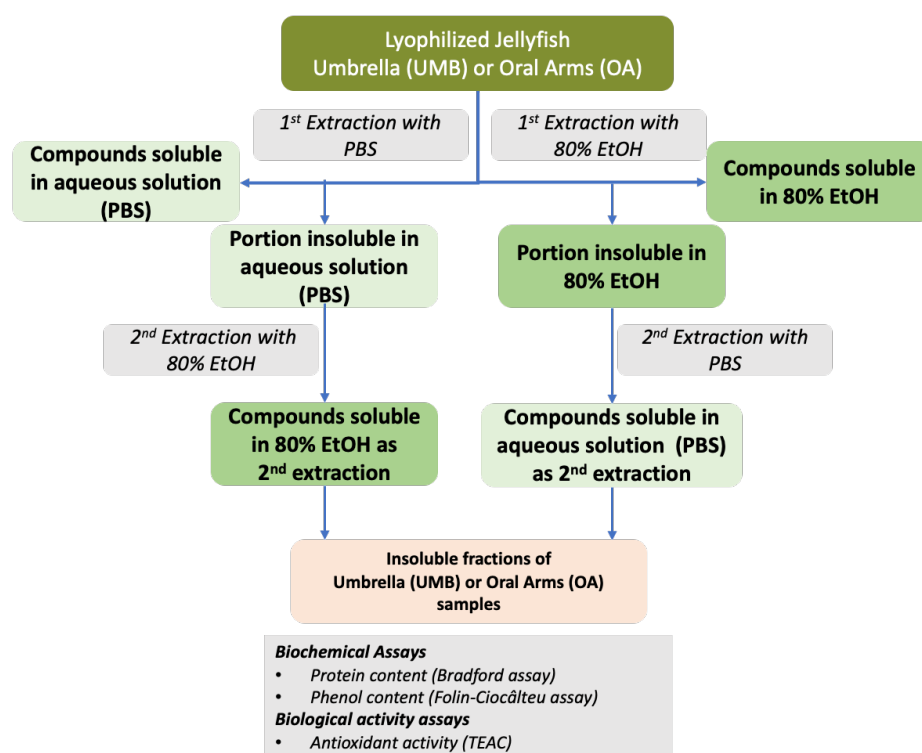 Lyophilized Jellyfish
Umbrella (UMB) or Oral Arms (OA)
1st Extraction with
PBS
1st Extraction with
80% EtOH
Compounds soluble
in aqueous solution
(PBS)
Compounds soluble
in 80% EtOH
Portion insoluble in
aqueous solution
(PBS)
Portion insoluble in
80% EtOH
2nd Extraction with
80% EtOH
2nd Extraction with
PBS
Compounds soluble
in 80% EtOH as
2nd extraction
Compounds soluble in
aqueous solution (PBS)
as 2nd extraction
Insoluble fractions of
Umbrella (UMB) or Oral Arms (OA)
samples
Biochemical Assays
• Protein content (Bradford assay)
• Phenol content (Folin-Ciocâlteu assay)
Biological activity assays
• Antioxidant activity (TEAC)